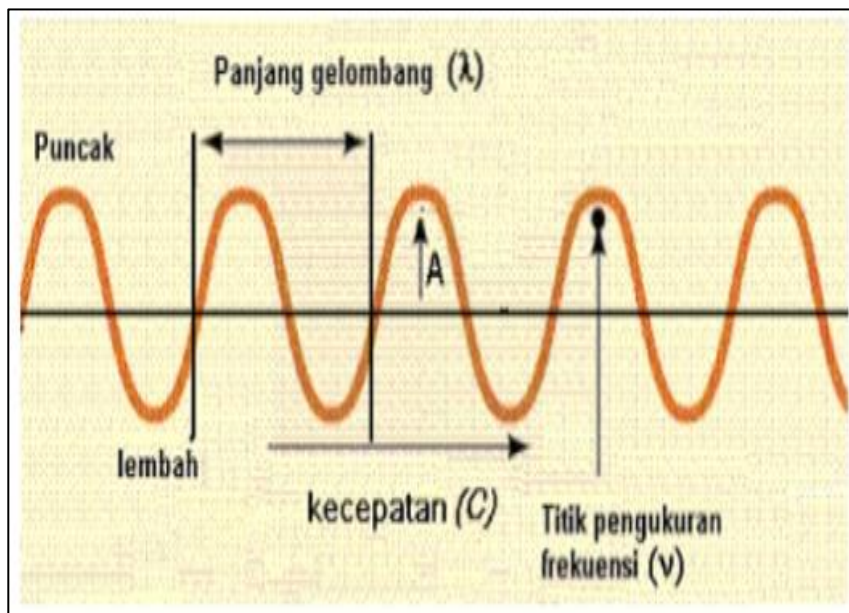 Panjang gelombang (λ)
Puncak
A
lembah
kecepatan (C)
Titik pengukuran
frekuensi (ν)